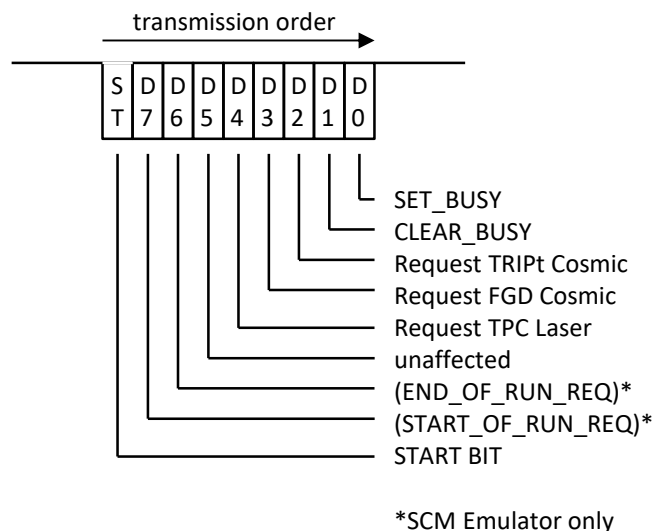 transmission order
S D D D D D D D D
T 7 6 5 4 3 2 1 0
SET_BUSY
CLEAR_BUSY
Request TRIPt Cosmic
Request FGD Cosmic
Request TPC Laser
unaffected
(END_OF_RUN_REQ)*
(START_OF_RUN_REQ)*
START BIT
*SCM Emulator only